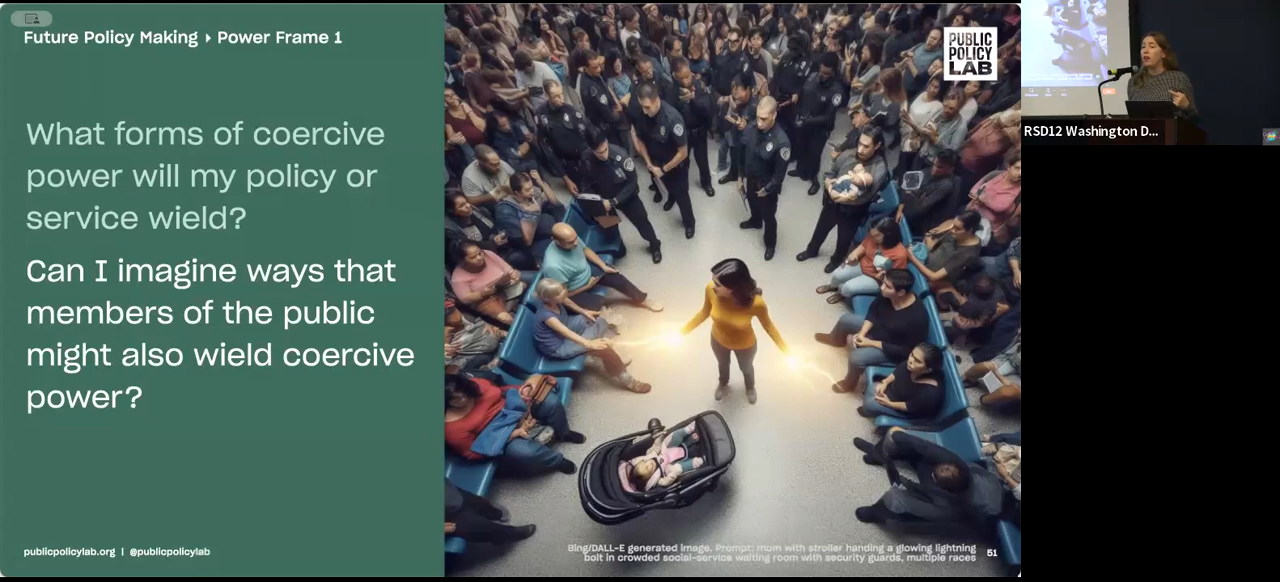 Future Policy Making ▸ Power Frame 1
What forms of coercive
power will my policy or
service wield?
Can I imagine ways that
members of the public
might also wield coercive
power?
publicpolicylab.org | @publicpolicylab
PUBLIC
POLICY
LAB
Bing/DALL-E generated image. Prompt: mom with stroller handing a glowing lightning
bolt in crowded social-service waiting room with security guards, multiple races
51
RSD12 Washington D...